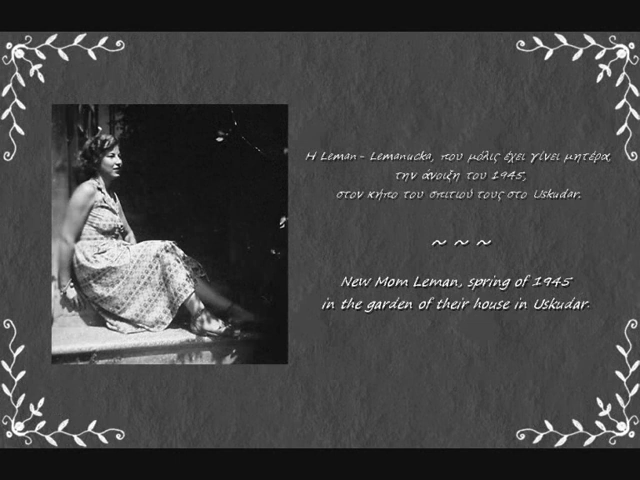 Η Leman - Lemanucka, που μόλις έχει γίνει μητέρα,
την άνοιξη του 1945,
στον κήπο του σπιτιού τους στο Uskudar.
~ ~ ~
New Mom Leman, spring of 1945
in the garden of their house in Uskudar.